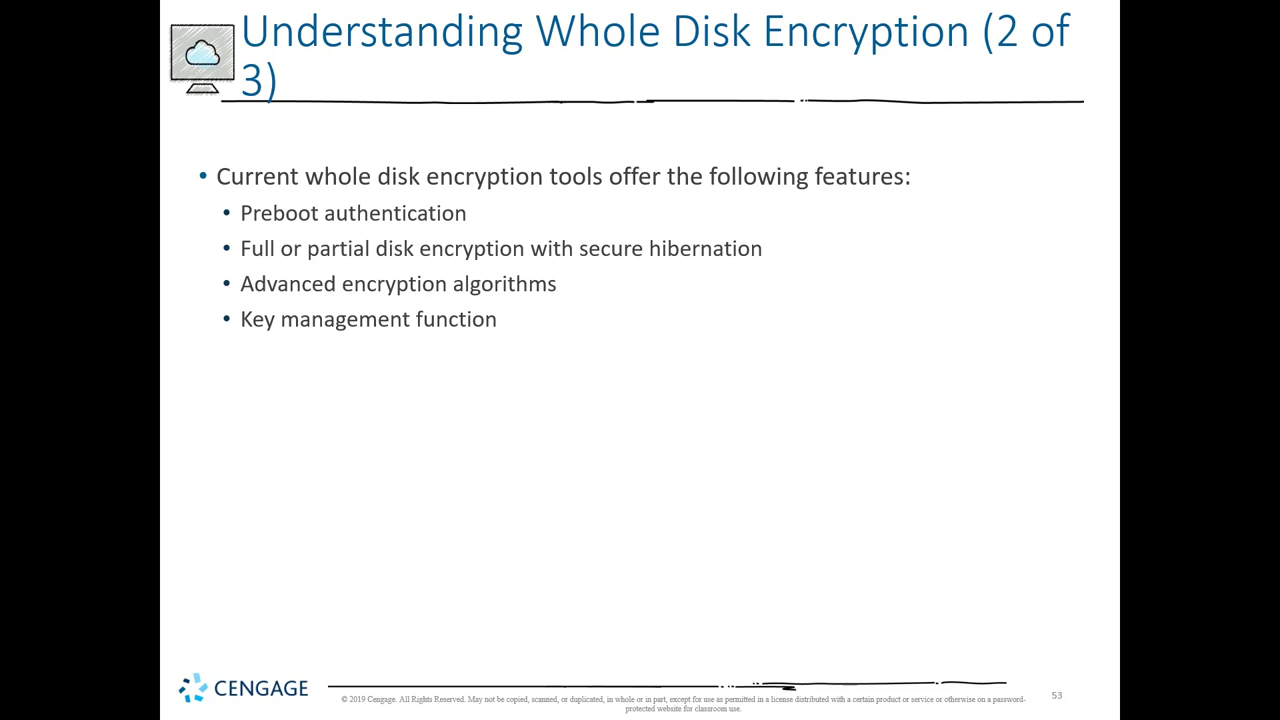 Understanding Whole Disk Encryption (2 of
3)
• Current whole disk encryption tools offer the following features:
• Preboot authentication
• Full or partial disk encryption with secure hibernation
• Advanced encryption algorithms
• Key management function
CENGAGE
© 2019 Cengage. All Rights Reserved. May not be copied, scanned, or duplicated, in whole or in part, except for use as permitted in a license distributed with a certain product or service or otherwise on a password-
protected website for classroom use.
53